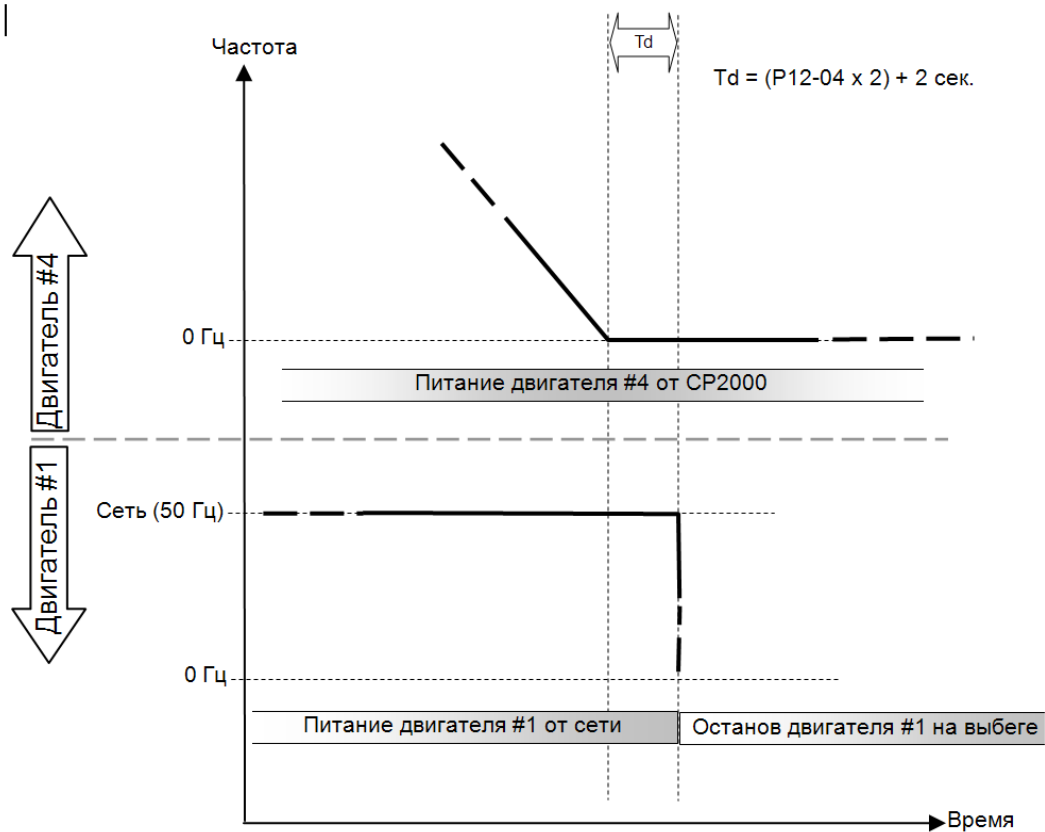 Td
Частота
Td = (P12-04 x 2) + 2 сек.
Двигатель #4
0 Гц
Питание двигателя #4 от CP2000
Двигатель #1
Сеть (50 Гц)
0 Гц
Питание двигателя #1 от сети
Останов двигателя #1 на выбеге
Время